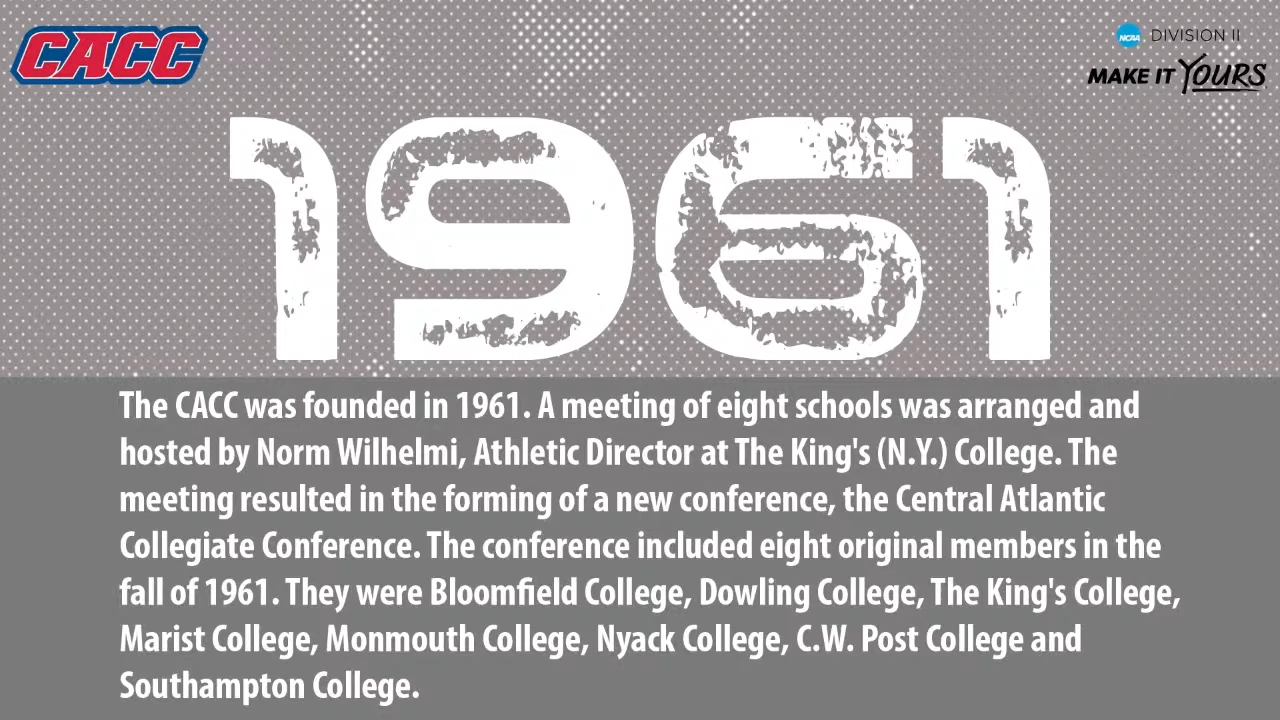 CACC
NCAA DIVISION II
MAKE IT YOURS
1961
The CACC was founded in 1961. A meeting of eight schools was arranged and
hosted by Norm Wilhelmi, Athletic Director at The King's (N.Y.) College. The
meeting resulted in the forming of a new conference, the Central Atlantic
Collegiate Conference. The conference included eight original members in the
fall of 1961. They were Bloomfield College, Dowling College, The King's College,
Marist College, Monmouth College, Nyack College, C.W. Post College and
Southampton College.